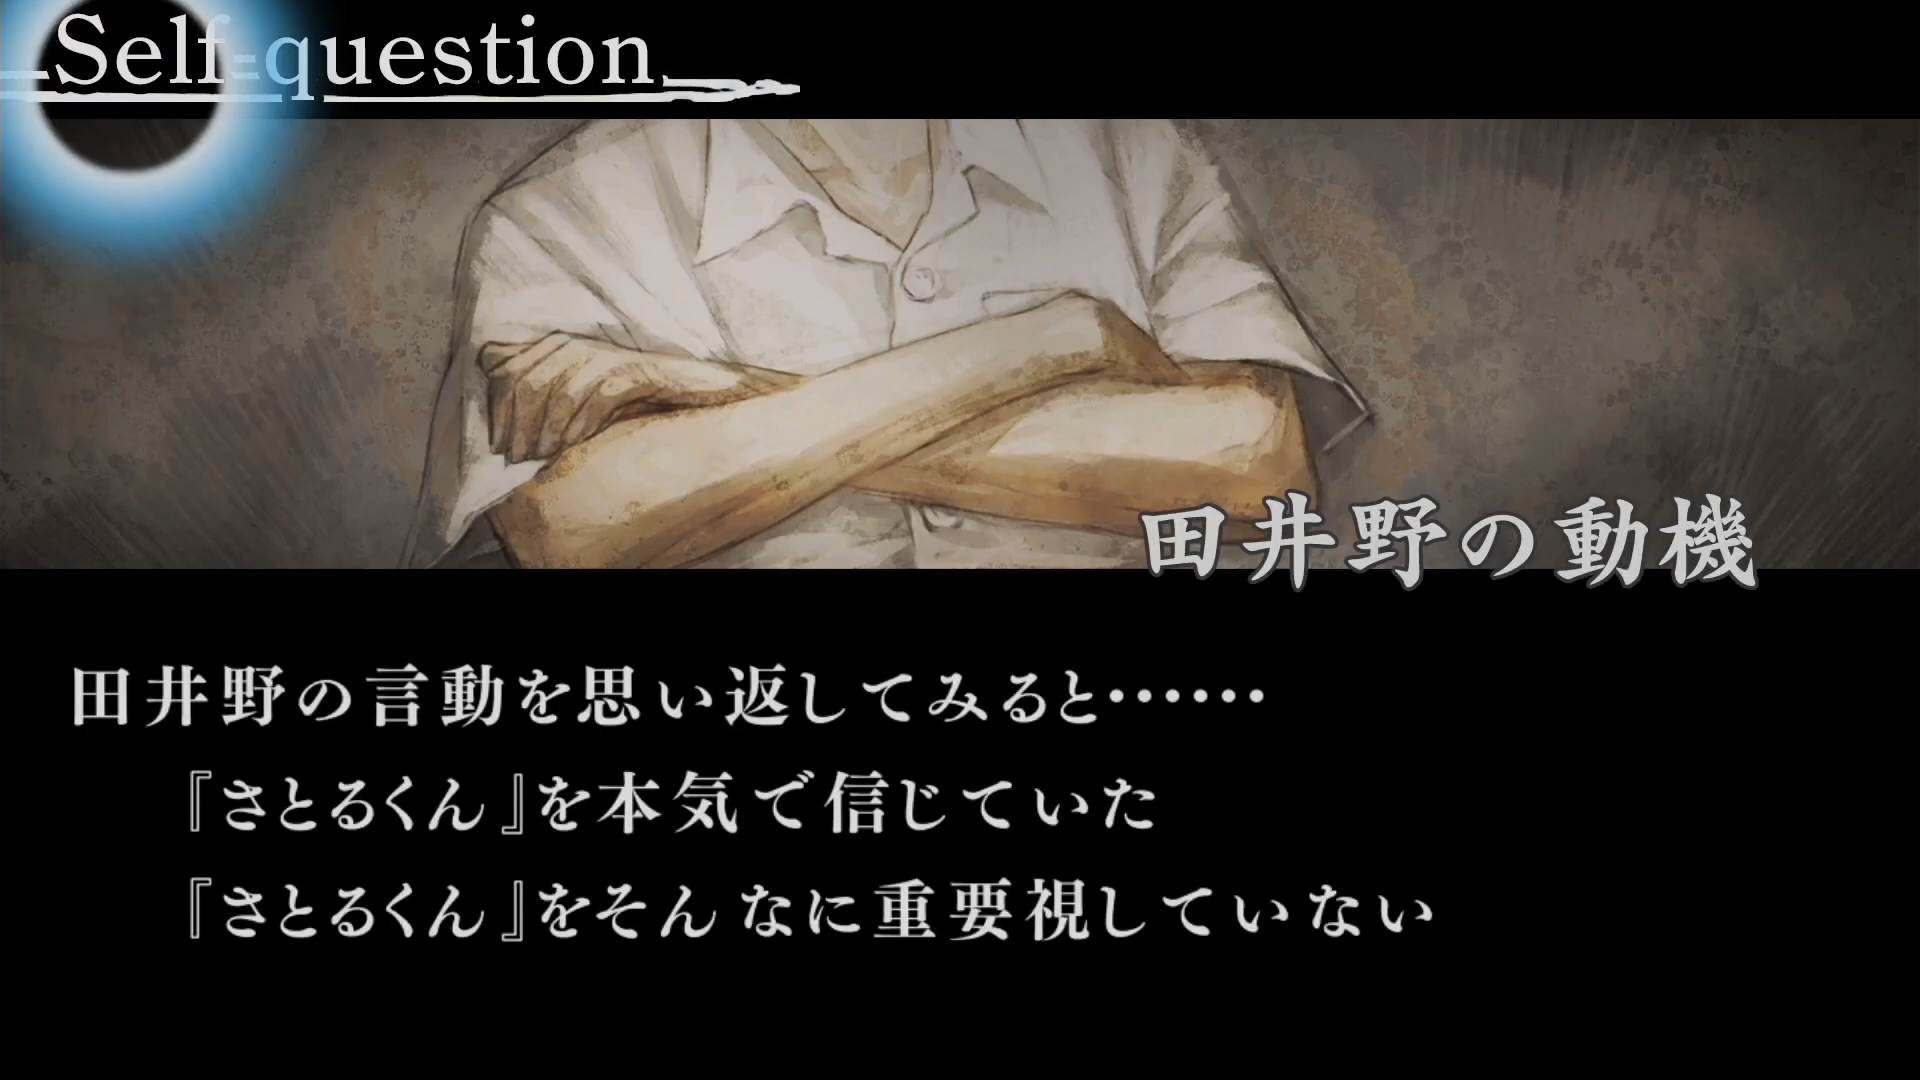 Self-question
田井野の動機
田井野の言動を思い返してみると……
『さとるくん』を本気で信じていた
『さとるくん』をそんなに重要視していない